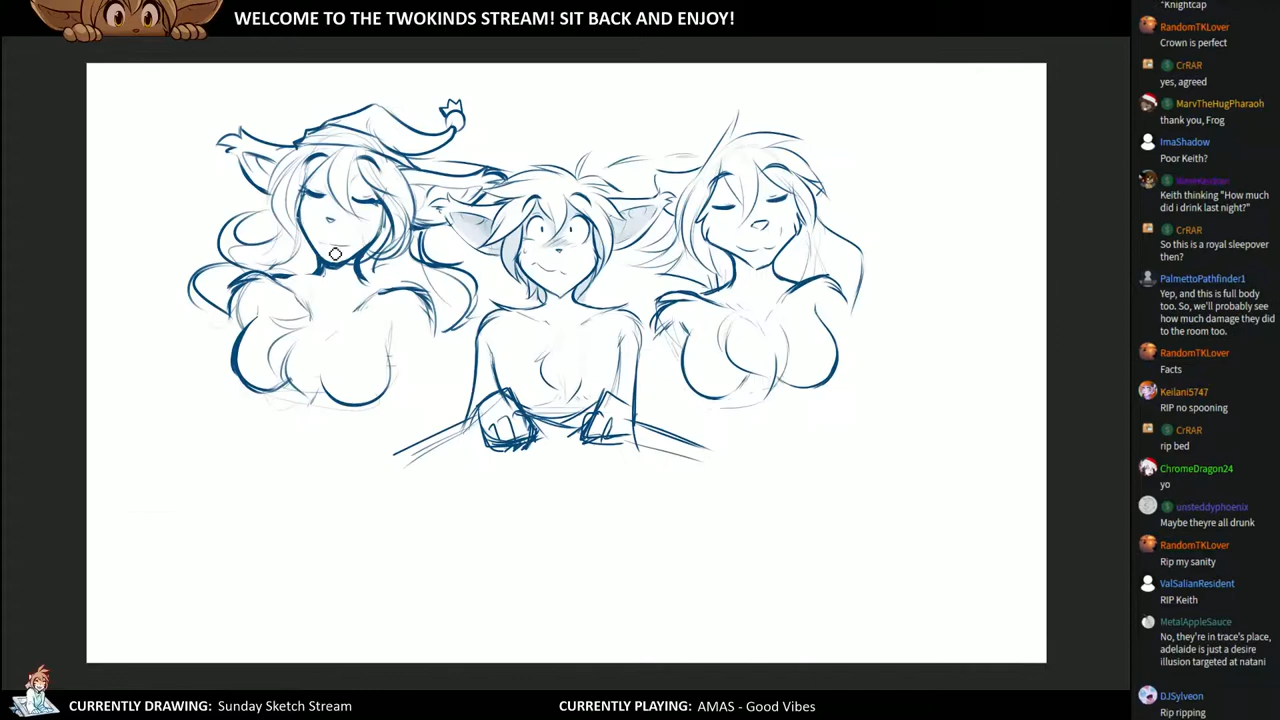 WELCOME TO THE TWOKINDS STREAM! SIT BACK AND ENJOY!
"Knightcap
RandomTKLover
Crown is perfect
CrRAR
yes, agreed
MarvTheHugPharaoh
thank you, Frog
ImaShadow
Poor Keith?
Keith thinking "How much
did i drink last night?"
CrRAR
So this is a royal sleepover
then?
PalmettoPathfinder1
Yep, and this is full body
too. So, we'll probably see
how much damage they did
to the room too.
RandomTKLover
Facts
Keilani5747
RIP no spooning
CrRAR
rip bed
ChromeDragon24
yo
unsteddyphoenix
Maybe theyre all drunk
RandomTKLover
Rip my sanity
ValSalianResident
RIP Keith
MetalAppleSauce
No, they're in trace's place,
adelaide is just a desire
illusion targeted at natani
DJSylveon
Rip ripping
CURRENTLY DRAWING: Sunday Sketch Stream
CURRENTLY PLAYING: AMAS - Good Vibes